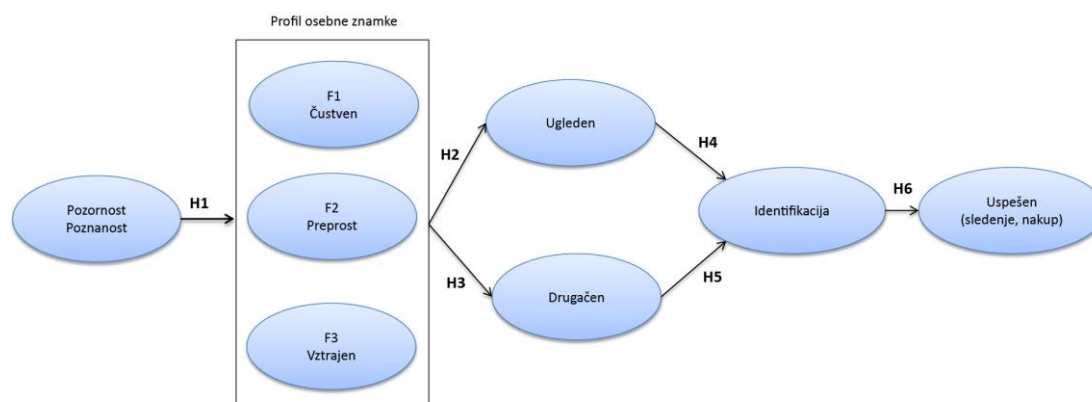 Profil osebne znamke
F1
Čustven
Ugleden
H2
H4
Pozornost
Poznanost
H1
F2
Preprost
Identifikacija
H6
Uspešen
(sledenje, nakup)
H3
Drugačen
H5
F3
Vztrajen